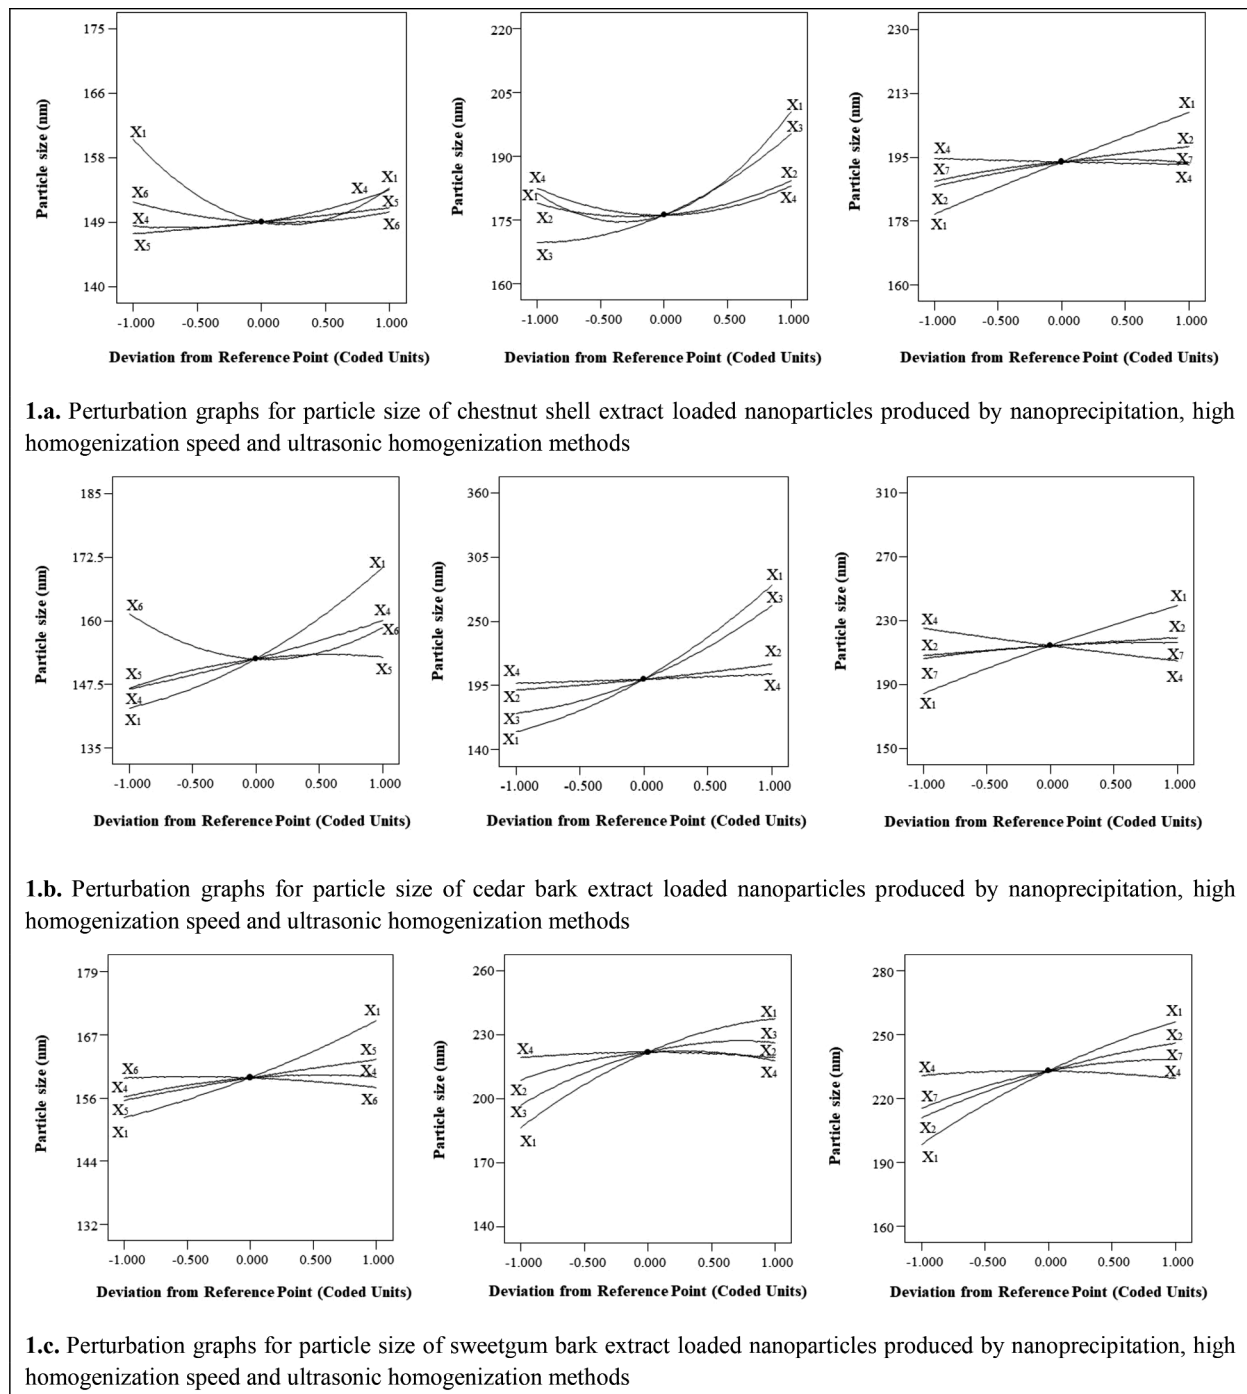 175
166
158
149
140
Particle size (nm)
X1
X6
X4
X5
X4
X1
X5
X6
-1.000
-0.500
0.000
0.500
1.000
Deviation from Reference Point (Coded Units)
220
205
190
175
160
Particle size (nm)
X4
X1
X2
X3
X1
X3
X2
X4
-1.000
-0.500
0.000
0.500
1.000
Deviation from Reference Point (Coded Units)
230
213
195
178
160
Particle size (nm)
X4
X7
X2
X1
X1
X2
X7
X4
-1.000
-0.500
0.000
0.500
1.000
Deviation from Reference Point (Coded Units)
1.a. Perturbation graphs for particle size of chestnut shell extract loaded nanoparticles produced by nanoprecipitation, high
homogenization speed and ultrasonic homogenization methods
185
172.5
160
147.5
135
Particle size (nm)
X6
X5
X4
X1
X1
X4
X6
X5
-1.000
-0.500
0.000
0.500
1.000
Deviation from Reference Point (Coded Units)
360
305
250
195
140
Particle size (nm)
X4
X2
X3
X1
X1
X3
X2
X4
-1.000
-0.500
0.000
0.500
1.000
Deviation from Reference Point (Coded Units)
310
270
230
190
150
Particle size (nm)
X4
X2
X7
X1
X1
X2
X7
X4
-1.000
-0.500
0.000
0.500
1.000
Deviation from Reference Point (Coded Units)
1.b. Perturbation graphs for particle size of cedar bark extract loaded nanoparticles produced by nanoprecipitation, high
homogenization speed and ultrasonic homogenization methods
179
167
156
144
132
Particle size (nm)
X6
X4
X5
X1
X1
X5
X4
X6
-1.000
-0.500
0.000
0.500
1.000
Deviation from Reference Point (Coded Units)
260
230
200
170
140
Particle size (nm)
X4
X2
X3
X1
X1
X3
X2
X4
-1.000
-0.500
0.000
0.500
1.000
Deviation from Reference Point (Coded Units)
280
250
220
190
160
Particle size (nm)
X4
X7
X2
X1
X1
X2
X7
X4
-1.000
-0.500
0.000
0.500
1.000
Deviation from Reference Point (Coded Units)
1.c. Perturbation graphs for particle size of sweetgum bark extract loaded nanoparticles produced by nanoprecipitation, high
homogenization speed and ultrasonic homogenization methods